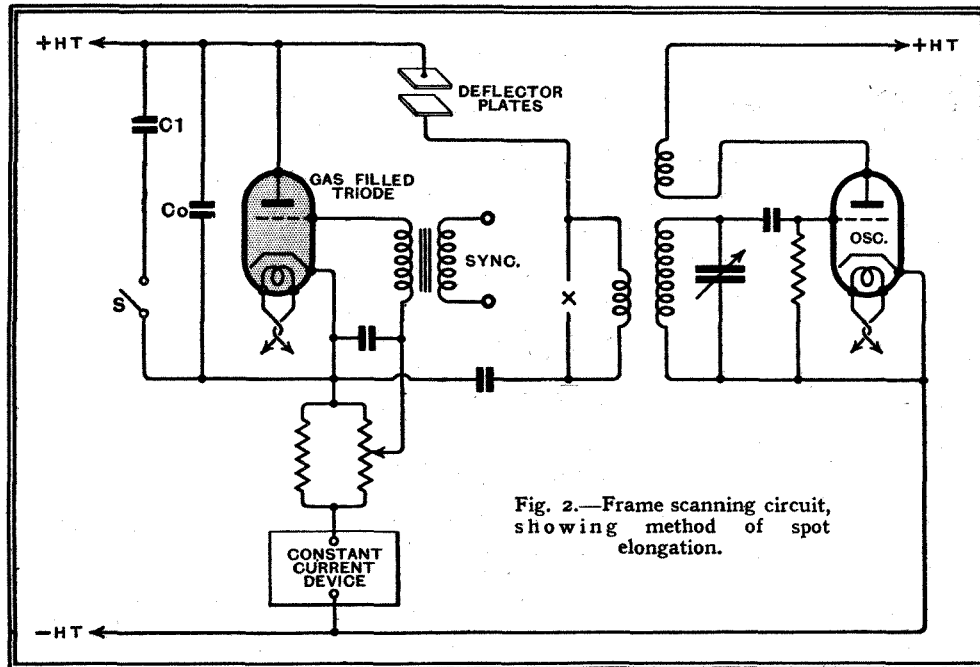 +HT
+HT
C1
DEFLECTOR
PLATES
GAS FILLED
TRIODE
Co
SYNC.
OSC.
S
X
Fig. 2.—Frame scanning circuit,
showing method of spot
elongation.
CONSTANT
CURRENT
DEVICE
-HT